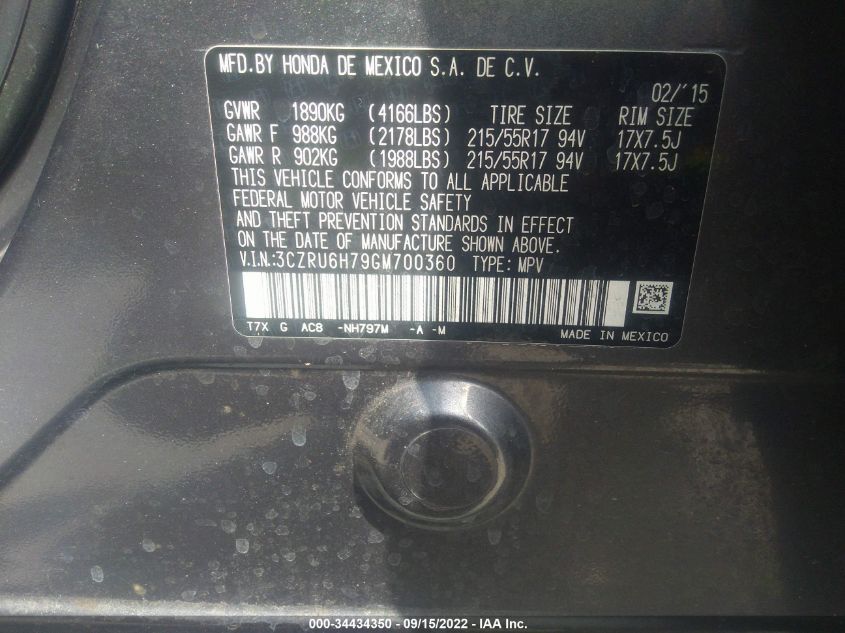 MFD.BY HONDA DE MEXICO S.A. DE C.V.
02/'15
GVWR 1890KG (4166LBS) TIRE SIZE RIM SIZE
GAWR F 988KG (2178LBS) 215/55R17 94V 17X7.5J
GAWR R 902KG (1988LBS) 215/55R17 94V 17X7.5J
THIS VEHICLE CONFORMS TO ALL APPLICABLE
FEDERAL MOTOR VEHICLE SAFETY
AND THEFT PREVENTION STANDARDS IN EFFECT
ON THE DATE OF MANUFACTURE SHOWN ABOVE.
V.I.N.:3CZRU6H79GM700360 TYPE: MPV
T7X G AC8 -NH797M -A -M MADE IN MEXICO
000-34434350 - 09/15/2022 - IAA Inc.